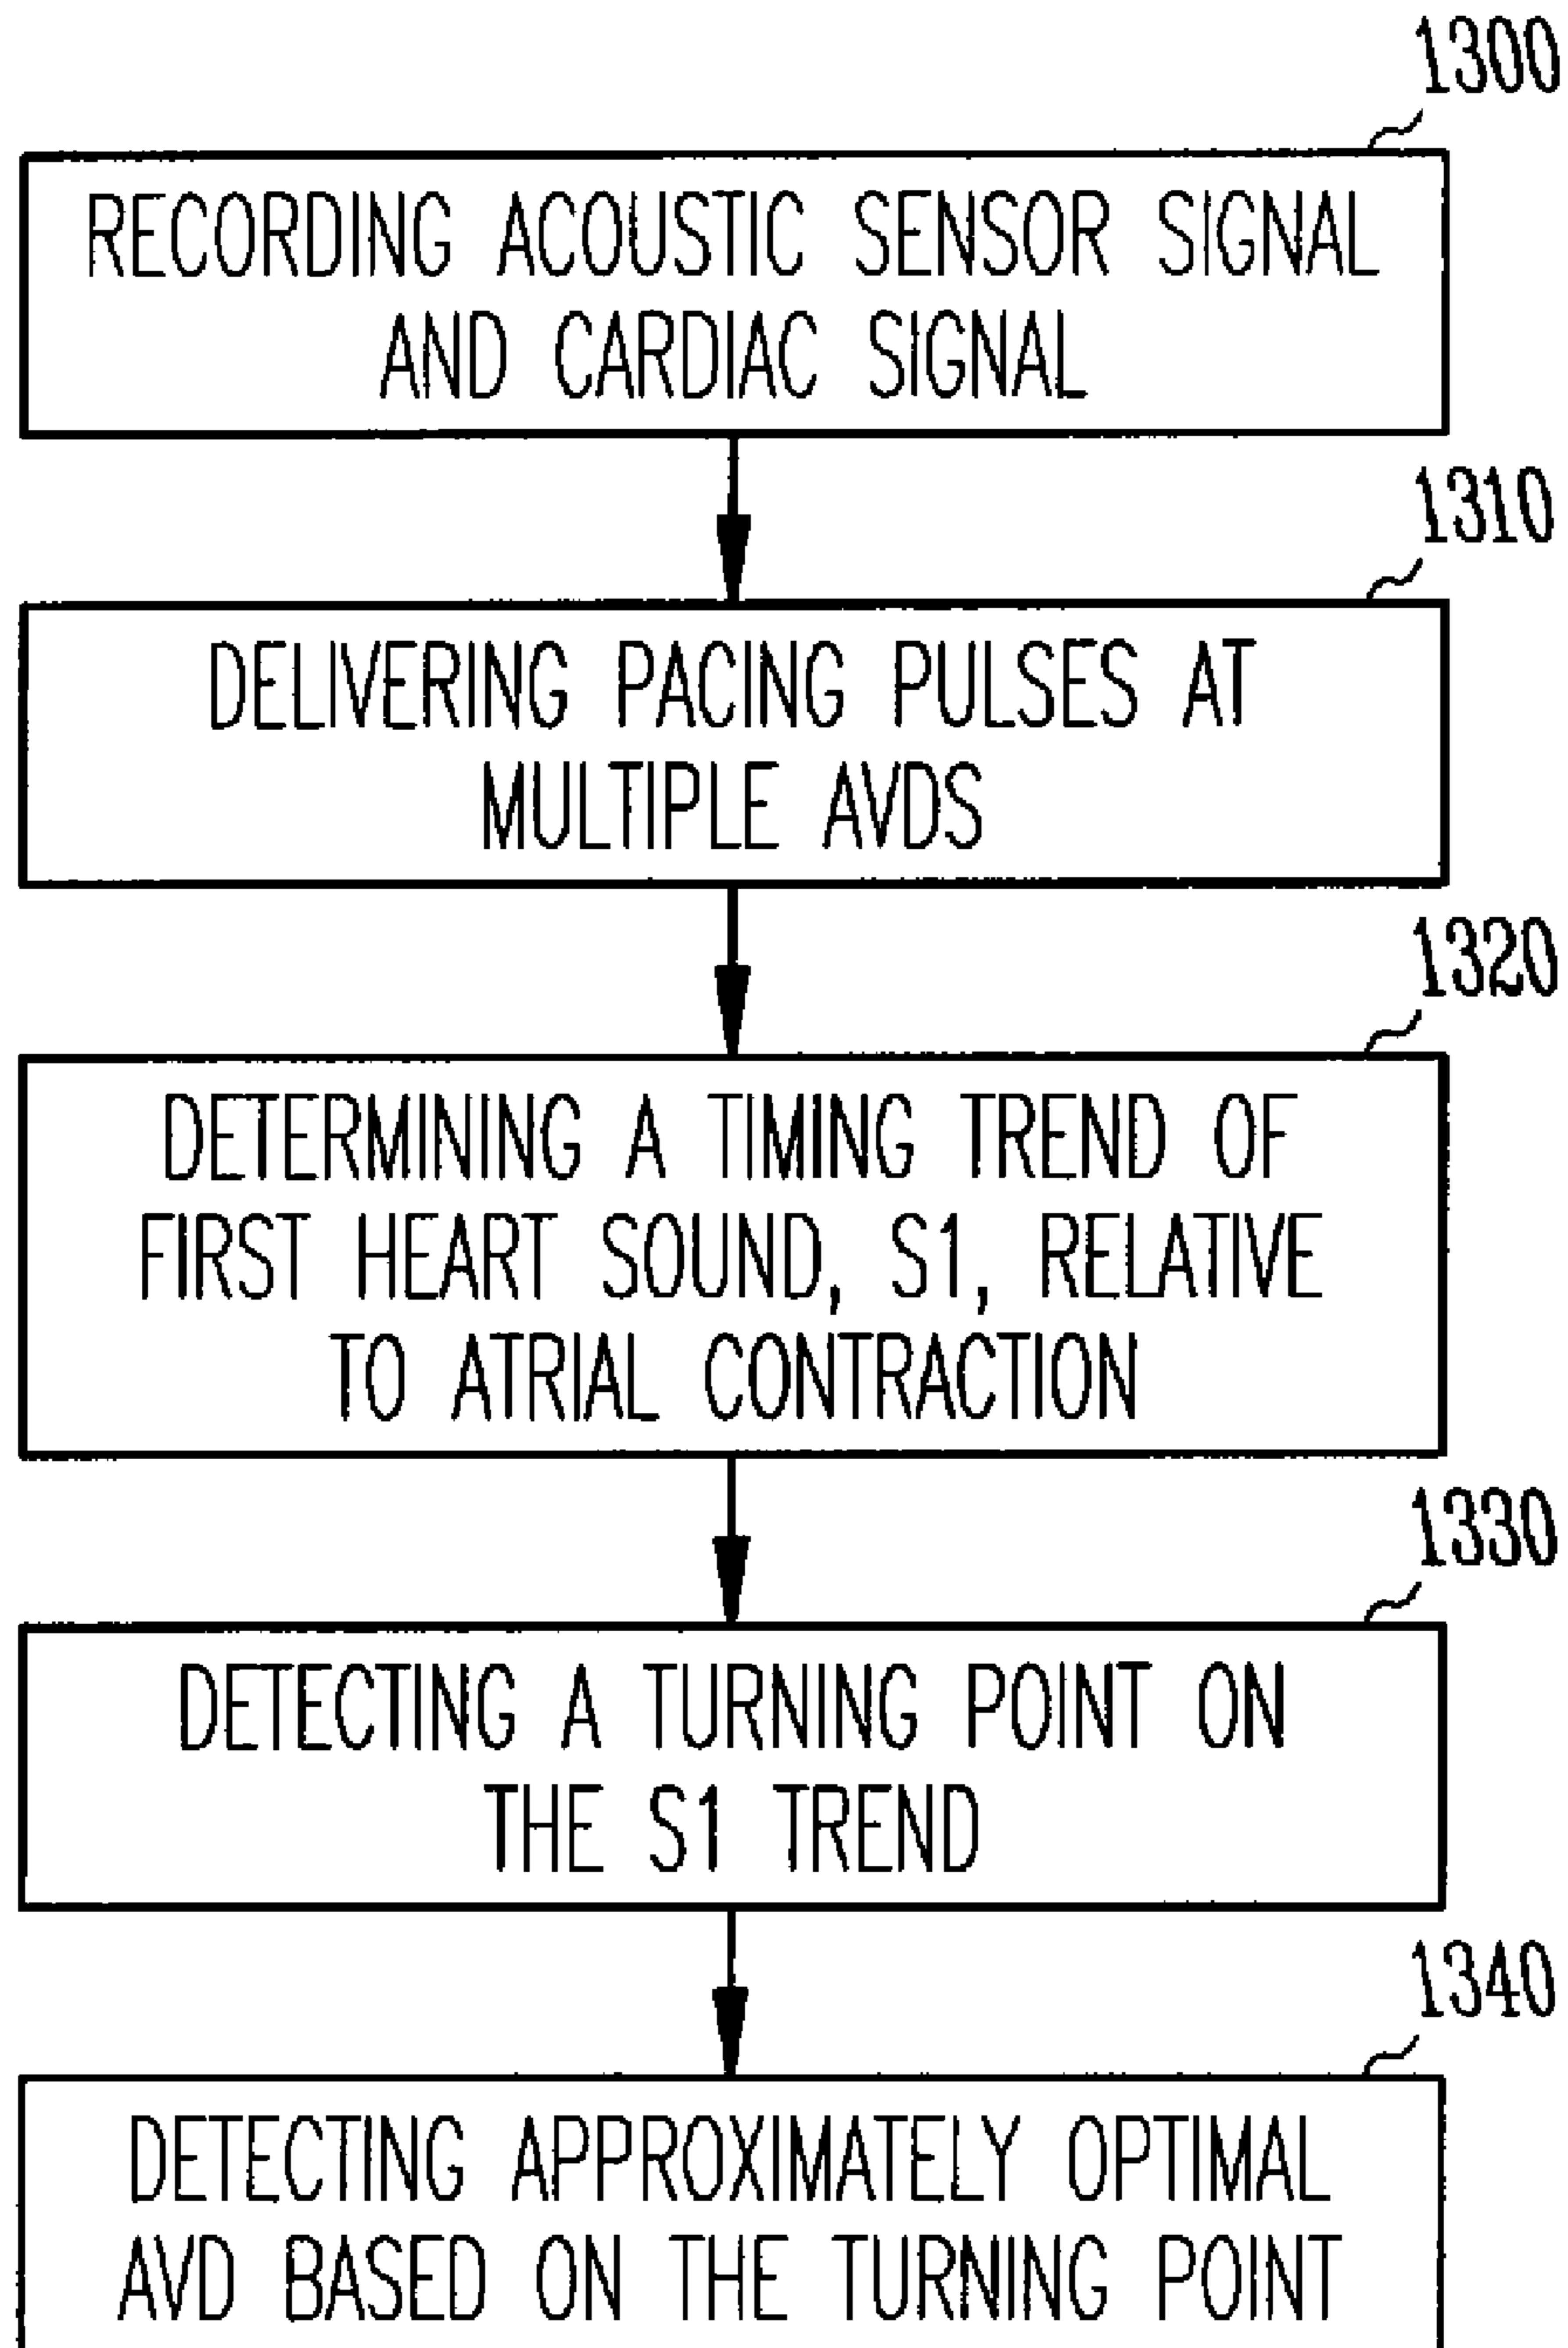 1300
RECORDING ACOUSTIC SENSOR SIGNAL
AND CARDIAC SIGNAL
1310
DELIVERING PACING PULSES AT
MULTIPLE AVDS
1320
DETERMINING A TIMING TREND OF
FIRST HEART SOUND, S1, RELATIVE
TO ATRIAL CONTRACTION
1330
DETECTING A TURNING POINT ON
THE S1 TREND
1340
DETECTING APPROXIMATELY OPTIMAL
AVD BASED ON THE TURNING POINT